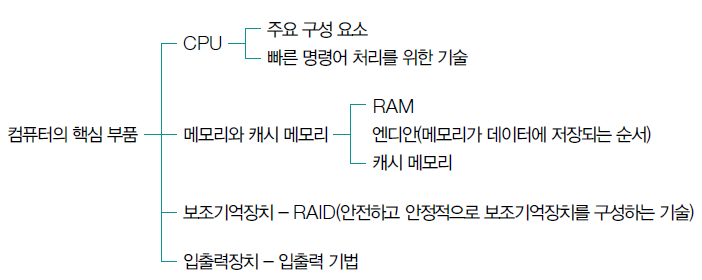 컴퓨터의 핵심 부품
CPU
주요 구성 요소
빠른 명령어 처리를 위한 기술
메모리와 캐시 메모리
RAM
엔디안(메모리가 데이터에 저장되는 순서)
캐시 메모리
보조기억장치 – RAID(안전하고 안정적으로 보조기억장치를 구성하는 기술)
입출력장치 – 입출력 기법